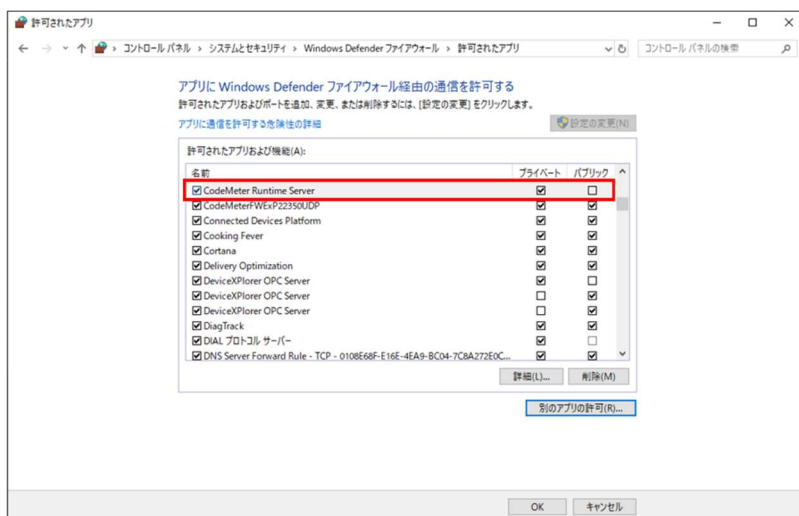 許可されたアプリ
コントロール パネル › システムとセキュリティ › Windows Defender ファイアウォール › 許可されたアプリ
コントロール パネルの検索
アプリに Windows Defender ファイアウォール経由の通信を許可する
許可されたアプリおよびポートを追加、変更、または削除するには、[設定の変更] をクリックします。
アプリに通信を許可する危険性の詳細
設定の変更(N)
許可されたアプリおよび機能(A):
名前 プライベート パブリック
CodeMeter Runtime Server
CodeMeterFWExP22350UDP
Connected Devices Platform
Cooking Fever
Cortana
Delivery Optimization
DeviceXPlorer OPC Server
DeviceXPlorer OPC Server
DeviceXPlorer OPC Server
DiagTrack
DIAL プロトコル サーバー
DNS Server Forward Rule - TCP - 0108E68F-E16E-4EA9-BC04-7C8A272E0C...
詳細(L)... 削除(M)
別のアプリの許可(R)...
OK キャンセル